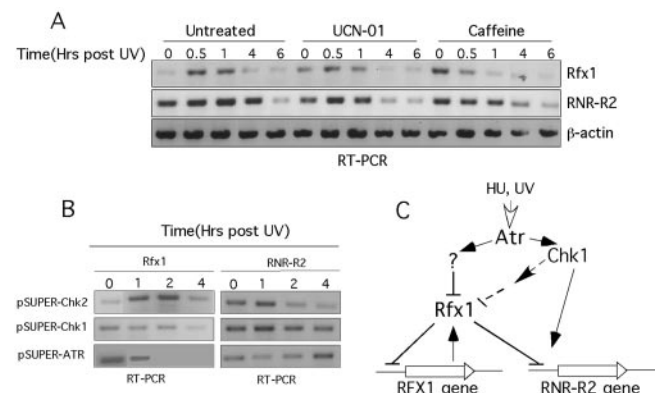 A
Untreated UCN-01 Caffeine
Time(Hrs post UV) 0 0.5 1 4 6 0 0.5 1 4 6 0 0.5 1 4 6
Rfx1
RNR-R2
β-actin
RT-PCR
B
Time(Hrs post UV)
Rfx1 RNR-R2
0 1 2 4 0 1 2 4
pSUPER-Chk2
pSUPER-Chk1
pSUPER-ATR
RT-PCR RT-PCR
C
HU, UV
Atr
? Chk1
Rfx1
RFX1 gene RNR-R2 gene